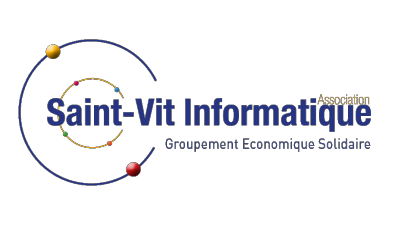 Association
Saint-Vit Informatique
Groupement Economique Solidaire